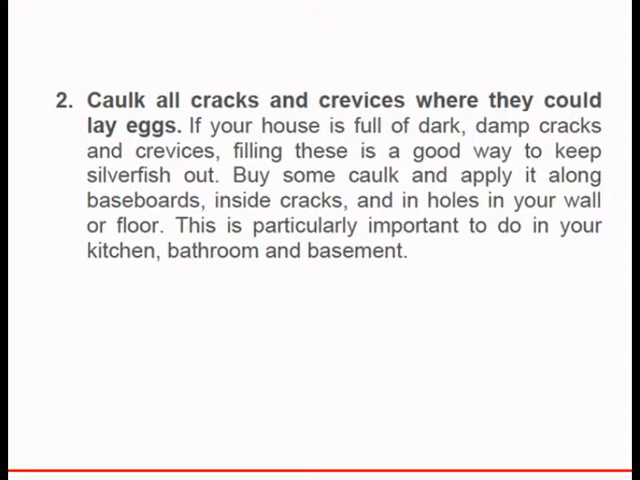 2. Caulk all cracks and crevices where they could
lay eggs. If your house is full of dark, damp cracks
and crevices, filling these is a good way to keep
silverfish out. Buy some caulk and apply it along
baseboards, inside cracks, and in holes in your wall
or floor. This is particularly important to do in your
kitchen, bathroom and basement.